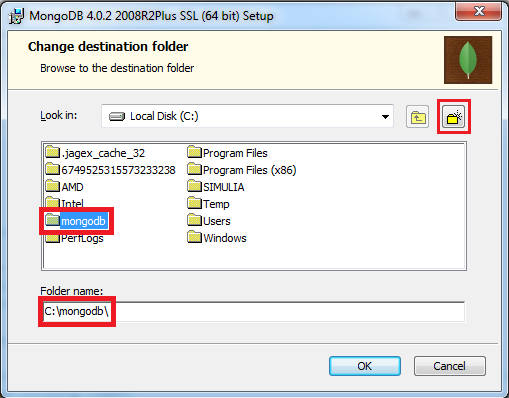 MongoDB 4.0.2 2008R2Plus SSL (64 bit) Setup
Change destination folder
Browse to the destination folder
Look in:
Local Disk (C:)
.jagex_cache_32
6749525315573233238
AMD
Intel
mongodb
PerfLogs
Program Files
Program Files (x86)
SIMULIA
Temp
Users
Windows
Folder name:
C:\mongodb\
OK
Cancel